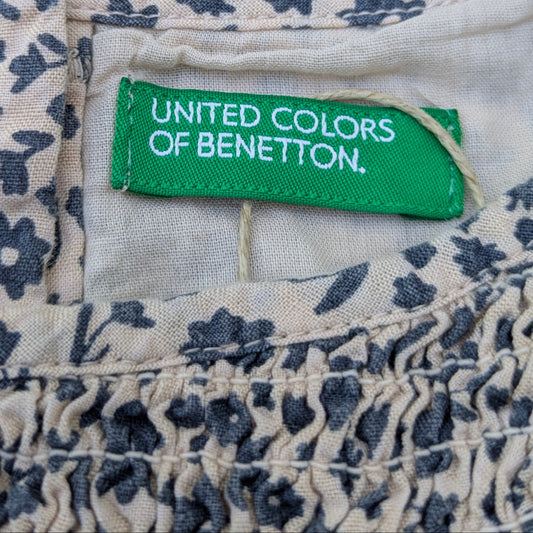 UNITED COLORS
OF BENETTON.